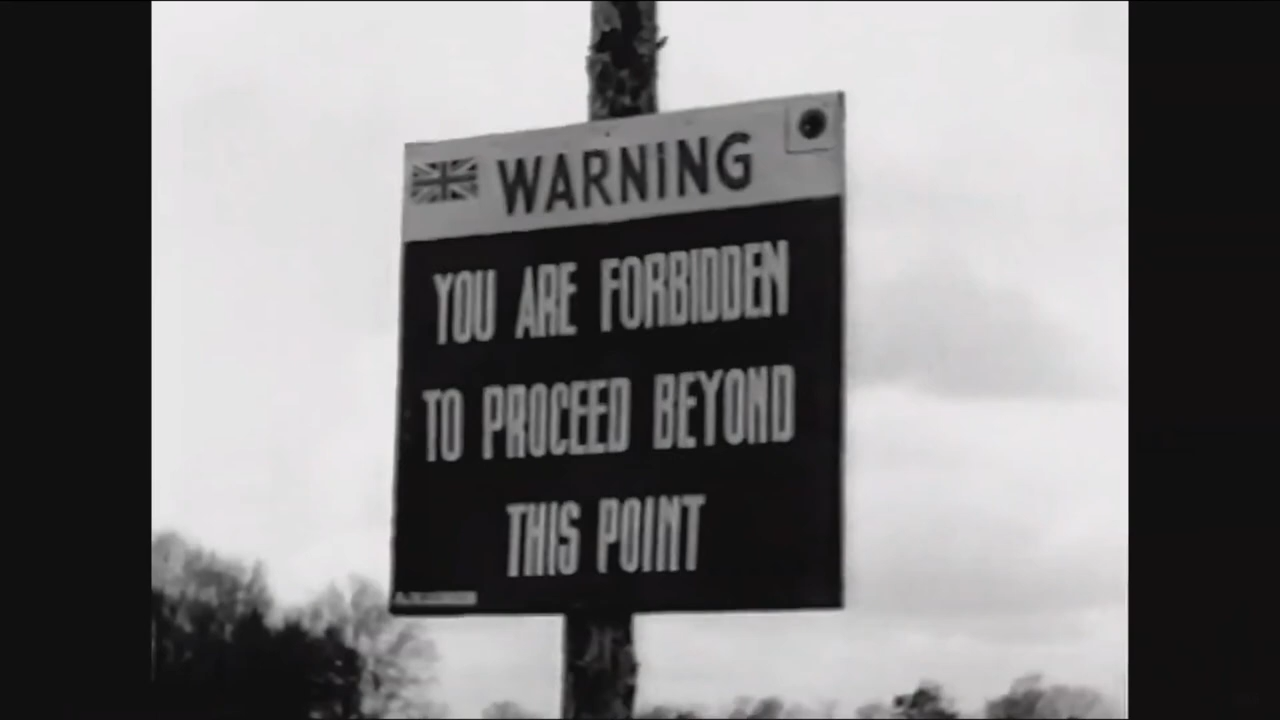 WARNING
YOU ARE FORBIDDEN
TO PROCEED BEYOND
THIS POINT